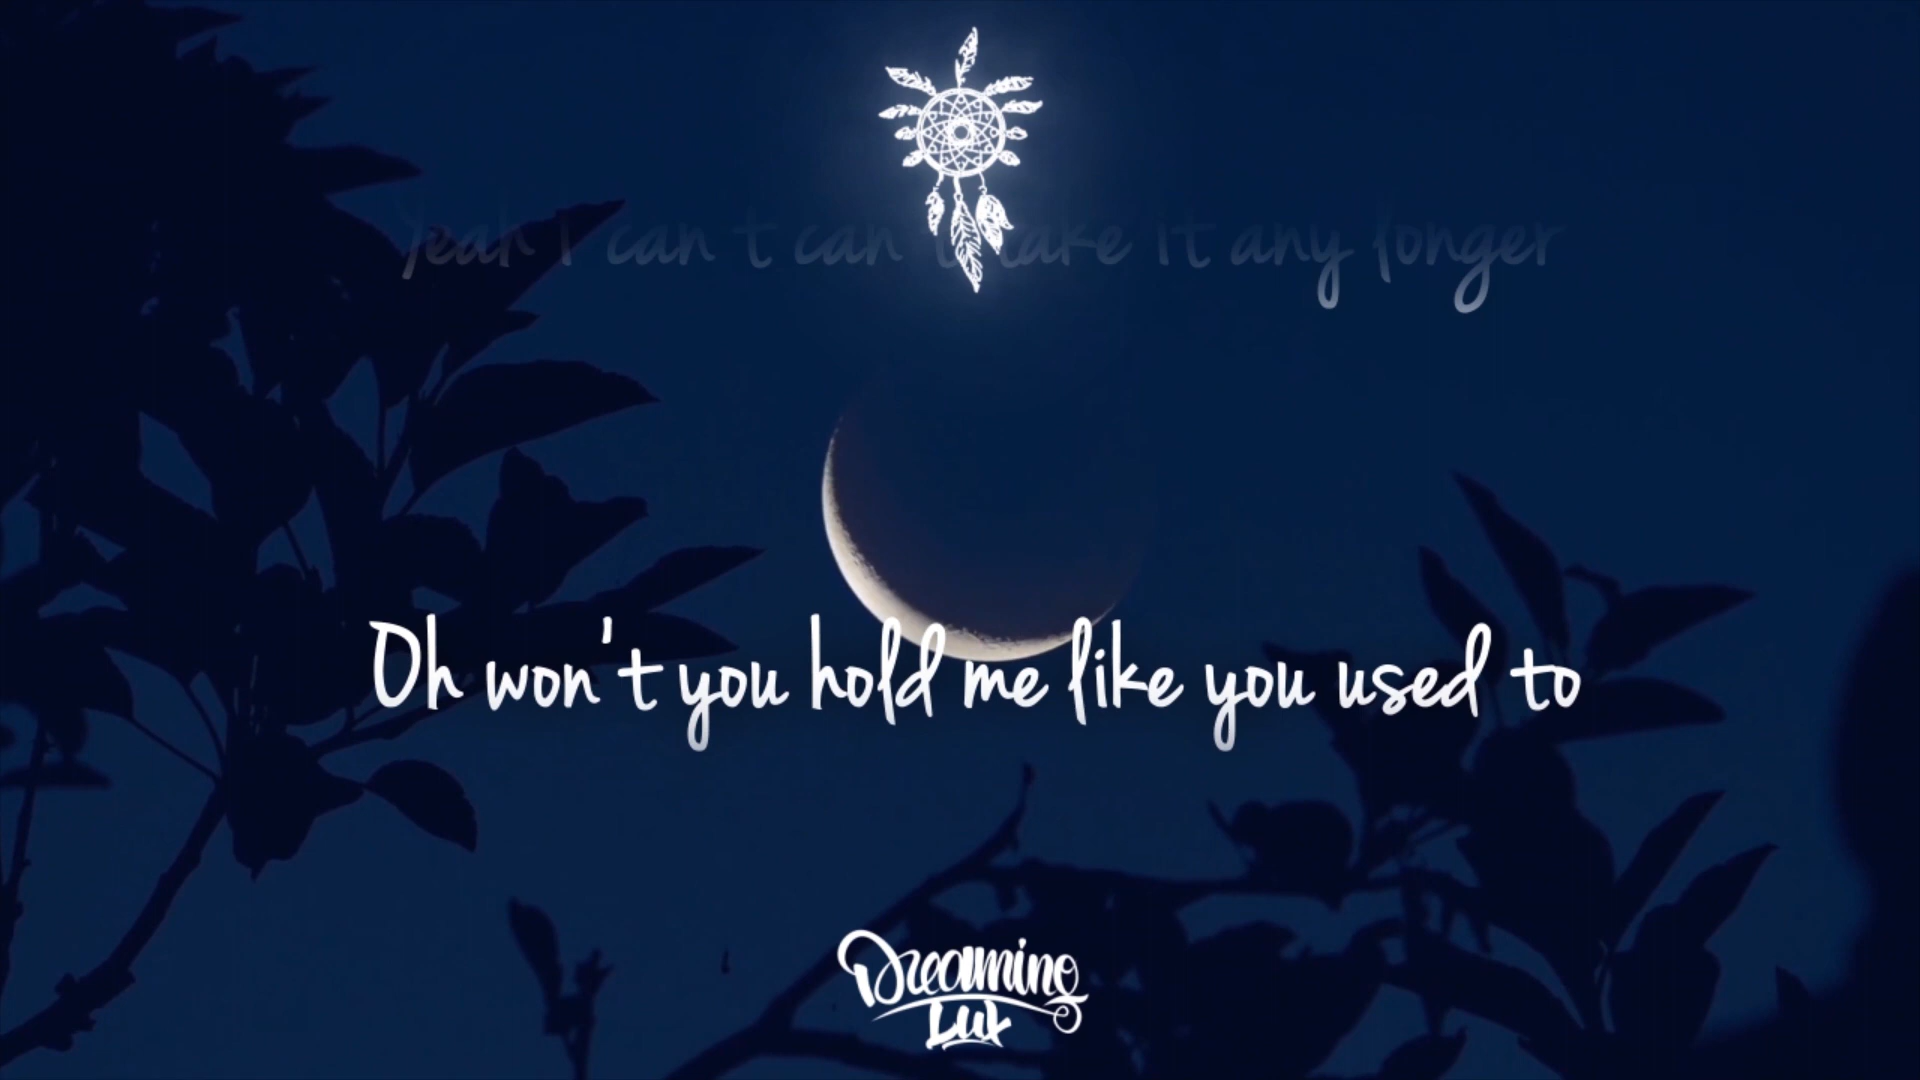 Yeah I can't can't take it any longer
Oh won't you hold me like you used to
Dreaming
Lux